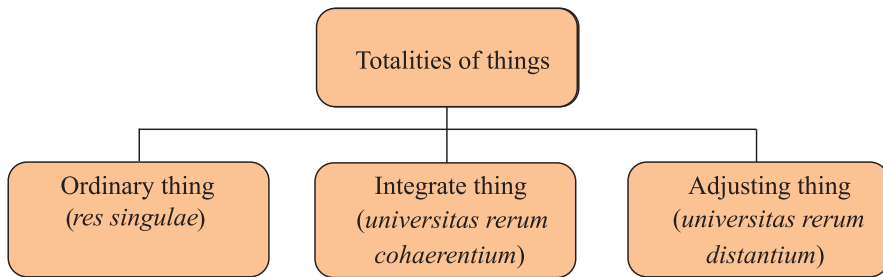 Totalities of things
Ordinary thing
(res singulae)
Integrate thing
(universitas rerum
cohaerentium)
Adjusting thing
(universitas rerum
distantium)